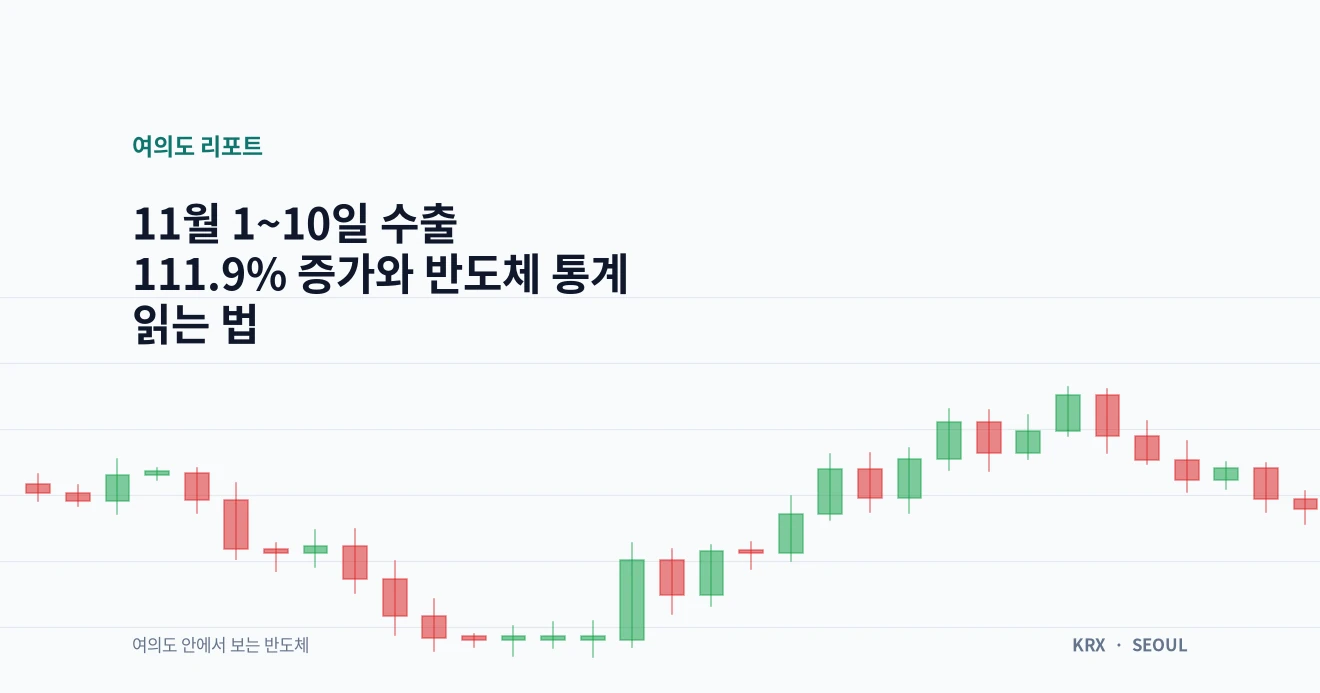 여의도 리포트
11월 1~10일 수출
111.9% 증가와 반도체 통계
읽는 법
여의도 안에서 보는 반도체
KRX · SEOUL